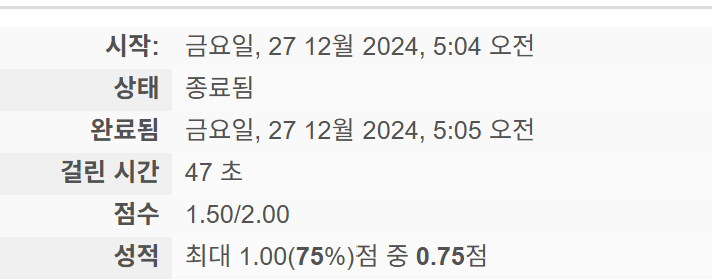 시작: 금요일, 27 12월 2024, 5:04 오전
상태 종료됨
완료됨 금요일, 27 12월 2024, 5:05 오전
걸린 시간 47 초
점수 1.50/2.00
성적 최대 1.00(75%)점 중 0.75점